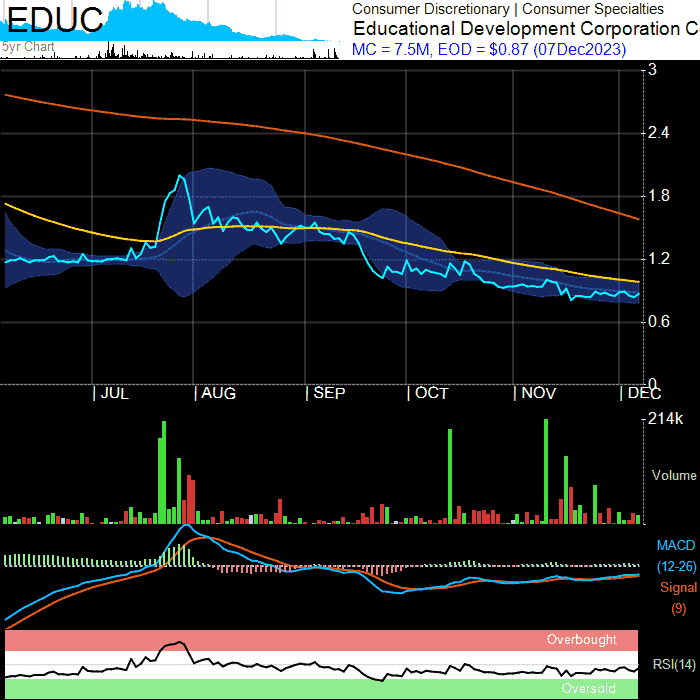 EDUC
5yr Chart
Consumer Discretionary | Consumer Specialties
Educational Development Corporation C
MC = 7.5M, EOD = $0.87 (07Dec2023)
3
2.4
1.8
1.2
0.6
0
JUL
AUG
SEP
OCT
NOV
DEC
214k
Volume
MACD
(12-26)
Signal
(9)
Overbought
RSI(14)
Oversold